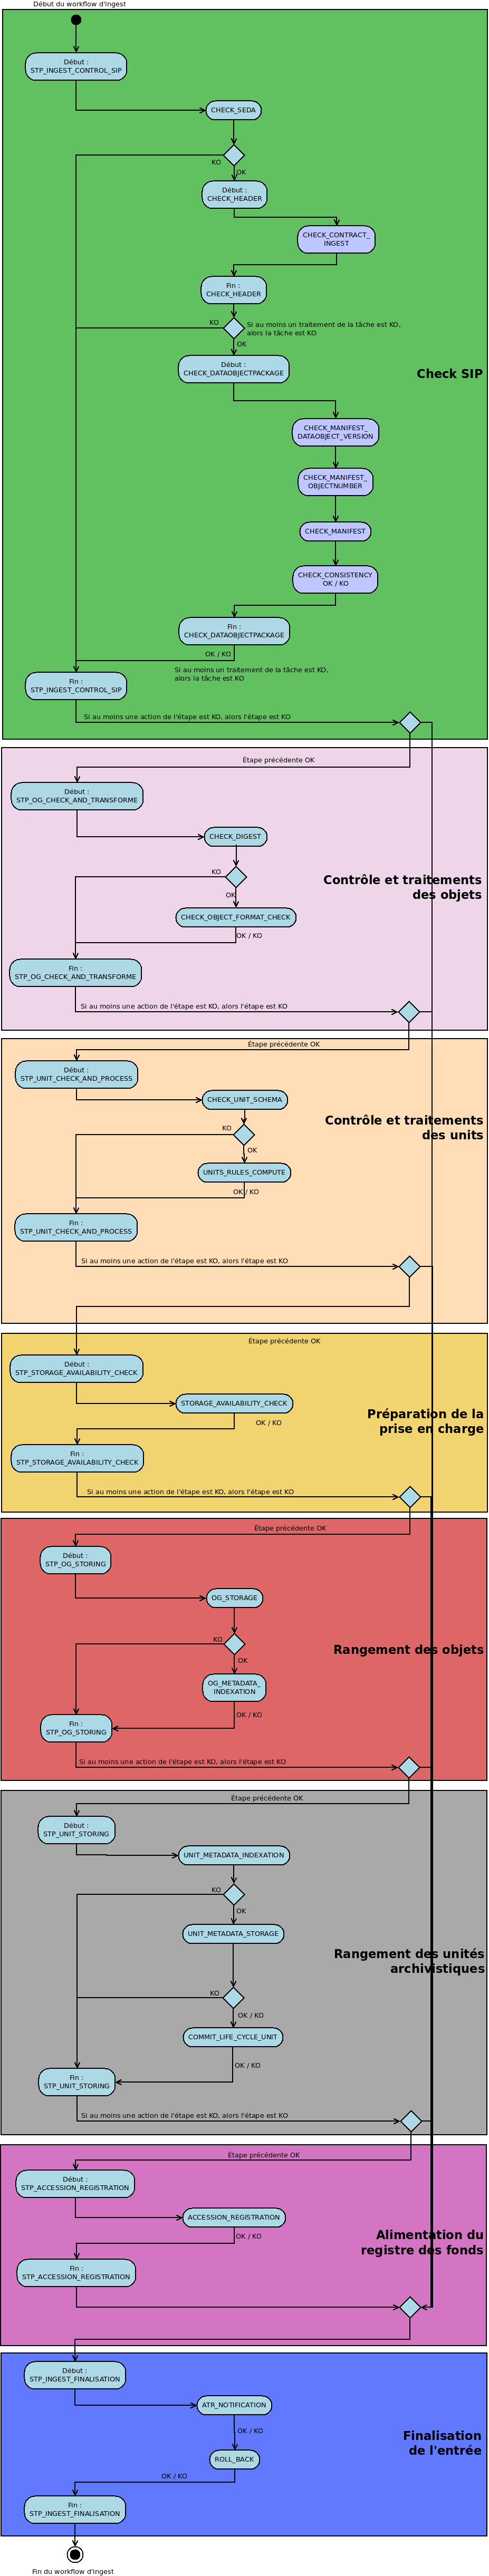 Début du workflow d'ingest
Début :
STP_INGEST_CONTROL_SIP
CHECK_SEDA
KO
OK
Début :
CHECK_HEADER
CHECK_CONTRACT_
INGEST
Fin :
CHECK_HEADER
KO
Si au moins un traitement de la tâche est KO,
alors la tâche est KO
OK
Début :
CHECK_DATAOBJECTPACKAGE
Check SIP
CHECK_MANIFEST_
DATAOBJECT_VERSION
CHECK_MANIFEST_
OBJECTNUMBER
CHECK_MANIFEST
CHECK_CONSISTENCY
OK / KO
Fin :
CHECK_DATAOBJECTPACKAGE
OK / KO
Si au moins un traitement de la tâche est KO,
alors la tâche est KO
Fin :
STP_INGEST_CONTROL_SIP
Si au moins une action de l'étape est KO, alors l'étape est KO
Étape précédente OK
Début :
STP_OG_CHECK_AND_TRANSFORME
CHECK_DIGEST
KO
OK
Contrôle et traitements
des objets
CHECK_OBJECT_FORMAT_CHECK
OK / KO
Fin :
STP_OG_CHECK_AND_TRANSFORME
Si au moins une action de l'étape est KO, alors l'étape est KO
Étape précédente OK
Début :
STP_UNIT_CHECK_AND_PROCESS
CHECK_UNIT_SCHEMA
KO
OK
Contrôle et traitements
des units
UNITS_RULES_COMPUTE
OK / KO
Fin :
STP_UNIT_CHECK_AND_PROCESS
Si au moins une action de l'étape est KO, alors l'étape est KO
Étape précédente OK
Début :
STP_STORAGE_AVAILABILITY_CHECK
STORAGE_AVAILABILITY_CHECK
OK / KO
Préparation de la
prise en charge
Fin :
STP_STORAGE_AVAILABILITY_CHECK
Si au moins une action de l'étape est KO, alors l'étape est KO
Étape précédente OK
Début :
STP_OG_STORING
OG_STORAGE
KO
OK
Rangement des objets
OG_METADATA_
INDEXATION
OK / KO
Fin :
STP_OG_STORING
Si au moins une action de l'étape est KO, alors l'étape est KO
Étape précédente OK
Début :
STP_UNIT_STORING
UNIT_METADATA_INDEXATION
KO
OK
UNIT_METADATA_STORAGE
Rangement des unités
archivistiques
KO
OK / KO
COMMIT_LIFE_CYCLE_UNIT
OK / KO
Fin :
STP_UNIT_STORING
Si au moins une action de l'étape est KO, alors l'étape est KO
Étape précédente OK
Début :
STP_ACCESSION_REGISTRATION
ACCESSION_REGISTRATION
OK / KO
Alimentation du
registre des fonds
Fin :
STP_ACCESSION_REGISTRATION
Début :
STP_INGEST_FINALISATION
ATR_NOTIFICATION
OK / KO
Finalisation
de l'entrée
ROLL_BACK
OK / KO
Fin :
STP_INGEST_FINALISATION
Fin du workflow d'ingest